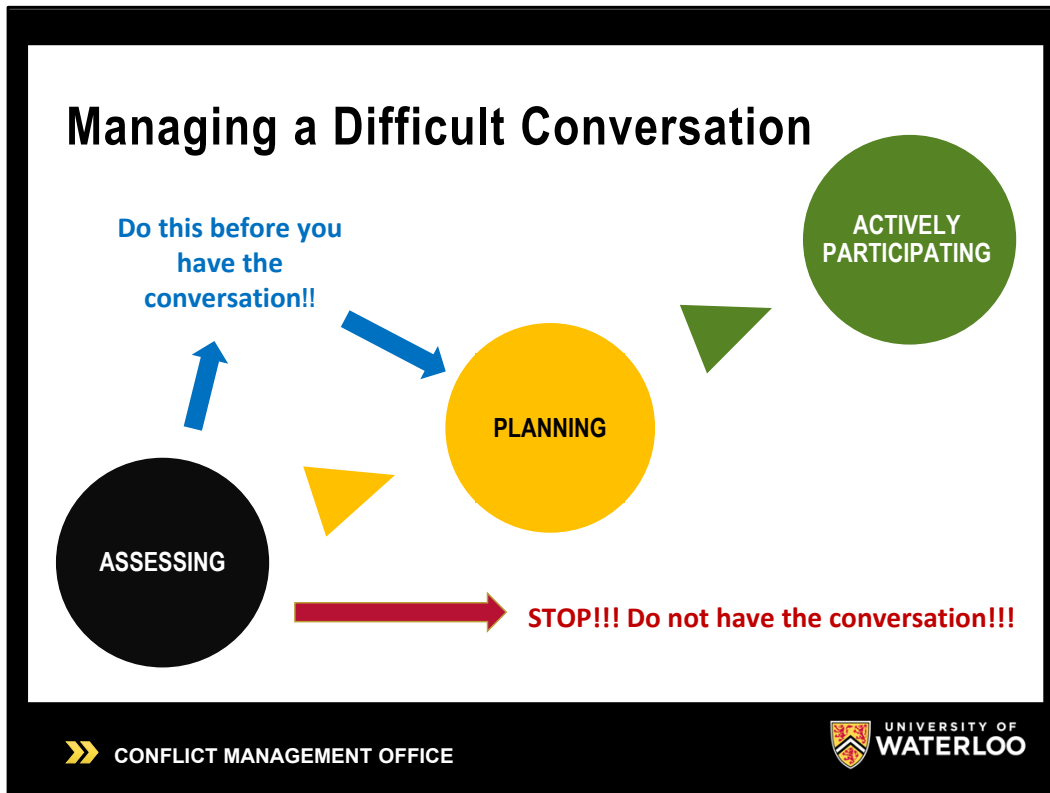 Managing a Difficult Conversation
Do this before you
have the
conversation!!
ACTIVELY
PARTICIPATING
PLANNING
ASSESSING
STOP!!! Do not have the conversation!!!
CONFLICT MANAGEMENT OFFICE
UNIVERSITY OF
WATERLOO